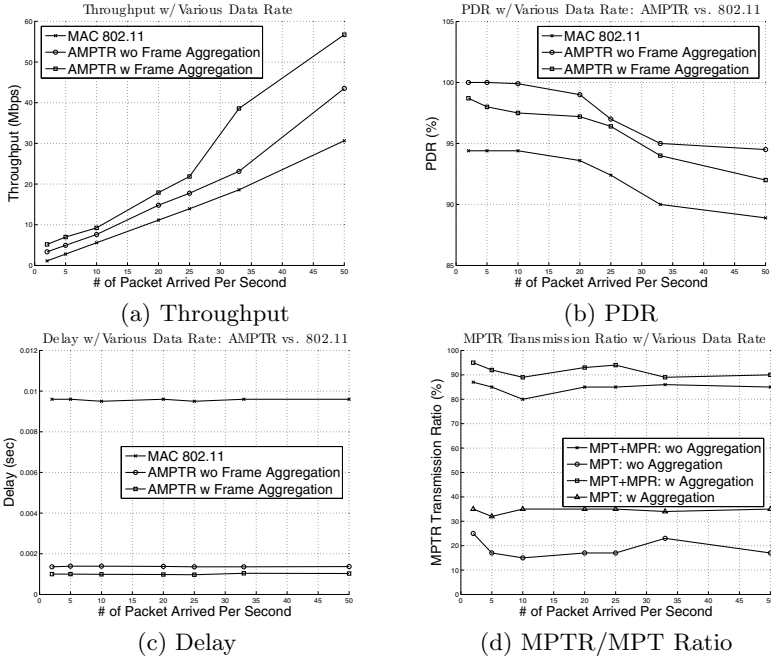 Throughput w/Various Data Rate
60
50
40
30
20
10
0
Throughput (Mbps)
MAC 802.11
AMPTR wo Frame Aggregation
AMPTR w Frame Aggregation
0 5 10 15 20 25 30 35 40 45 50
# of Packet Arrived Per Second
(a) Throughput
PDR w/Various Data Rate: AMPTR vs. 802.11
105
100
95
90
85
PDR (%)
MAC 802.11
AMPTR wo Frame Aggregation
AMPTR w Frame Aggregation
0 5 10 15 20 25 30 35 40 45 50
# of Packet Arrived Per Second
(b) PDR
Delay w/Various Data Rate: AMPTR vs. 802.11
0.012
0.01
0.008
0.006
0.004
0.002
0
Delay (sec)
MAC 802.11
AMPTR wo Frame Aggregation
AMPTR w Frame Aggregation
0 5 10 15 20 25 30 35 40 45 50
# of Packet Arrived Per Second
(c) Delay
MPTR Transmission Ratio w/Various Data Rate
100
90
80
70
60
50
40
30
20
10
0
MPTR Transmission Ratio (%)
MPT+MPR: wo Aggregation
MPT: wo Aggregation
MPT+MPR: w Aggregation
MPT: w Aggregation
0 5 10 15 20 25 30 35 40 45 50
# of Packet Arrived Per Second
(d) MPTR/MPT Ratio